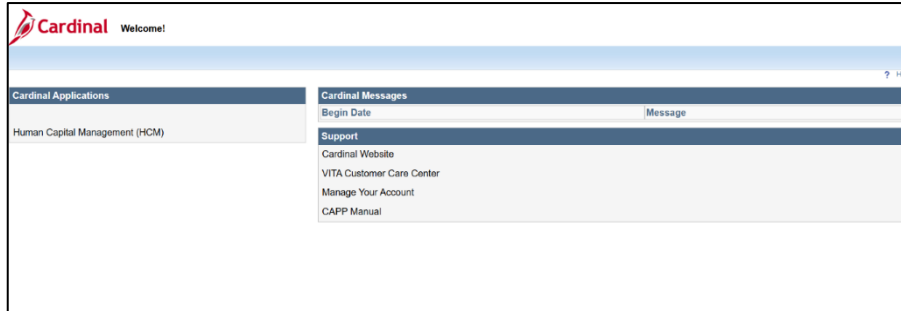 Cardinal Welcome!
?
Cardinal Applications
Human Capital Management (HCM)
Cardinal Messages
Begin Date Message
Support
Cardinal Website
VITA Customer Care Center
Manage Your Account
CAPP Manual